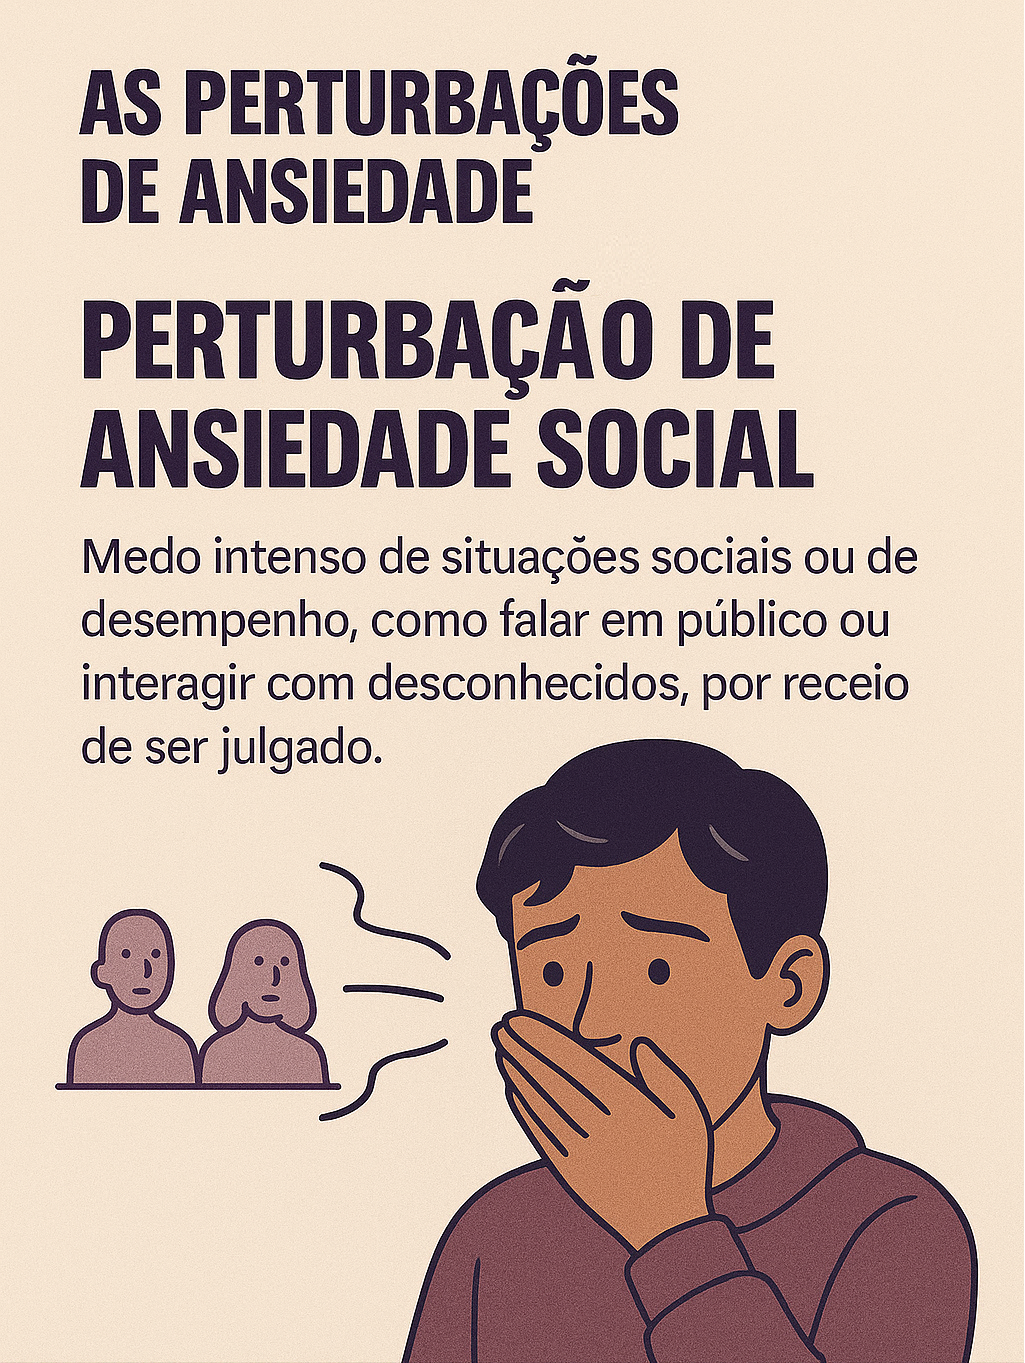 AS PERTURBAÇÕES
DE ANSIEDADE
PERTURBAÇÃO DE
ANSIEDADE SOCIAL
Medo intenso de situações sociais ou de
desempenho, como falar em público ou
interagir com desconhecidos, por receio
de ser julgado.